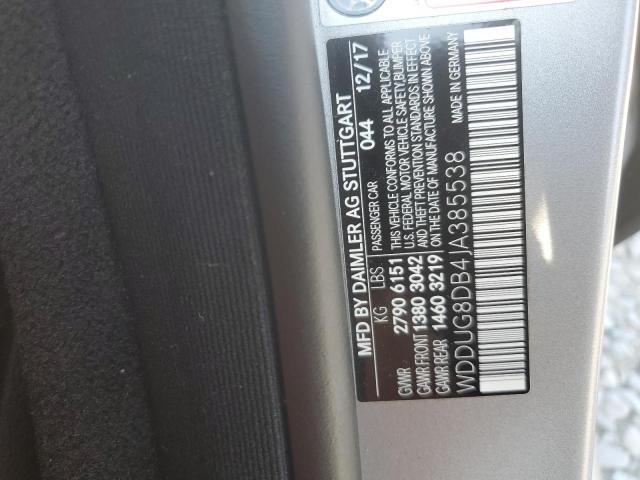 MFD BY DAIMLER AG STUTTGART
044 12/17
KG LBS. PASSENGER CAR
GVWR 2790 6151
GAWR FRONT 1380 3042
GAWR REAR 1460 3219
THIS VEHICLE CONFORMS TO ALL APPLICABLE
U.S. FEDERAL MOTOR VEHICLE SAFETY, BUMPER
AND THEFT PREVENTION STANDARDS IN EFFECT
ON THE DATE OF MANUFACTURE SHOWN ABOVE
MADE IN GERMANY
WDDUG8DB4JA385538